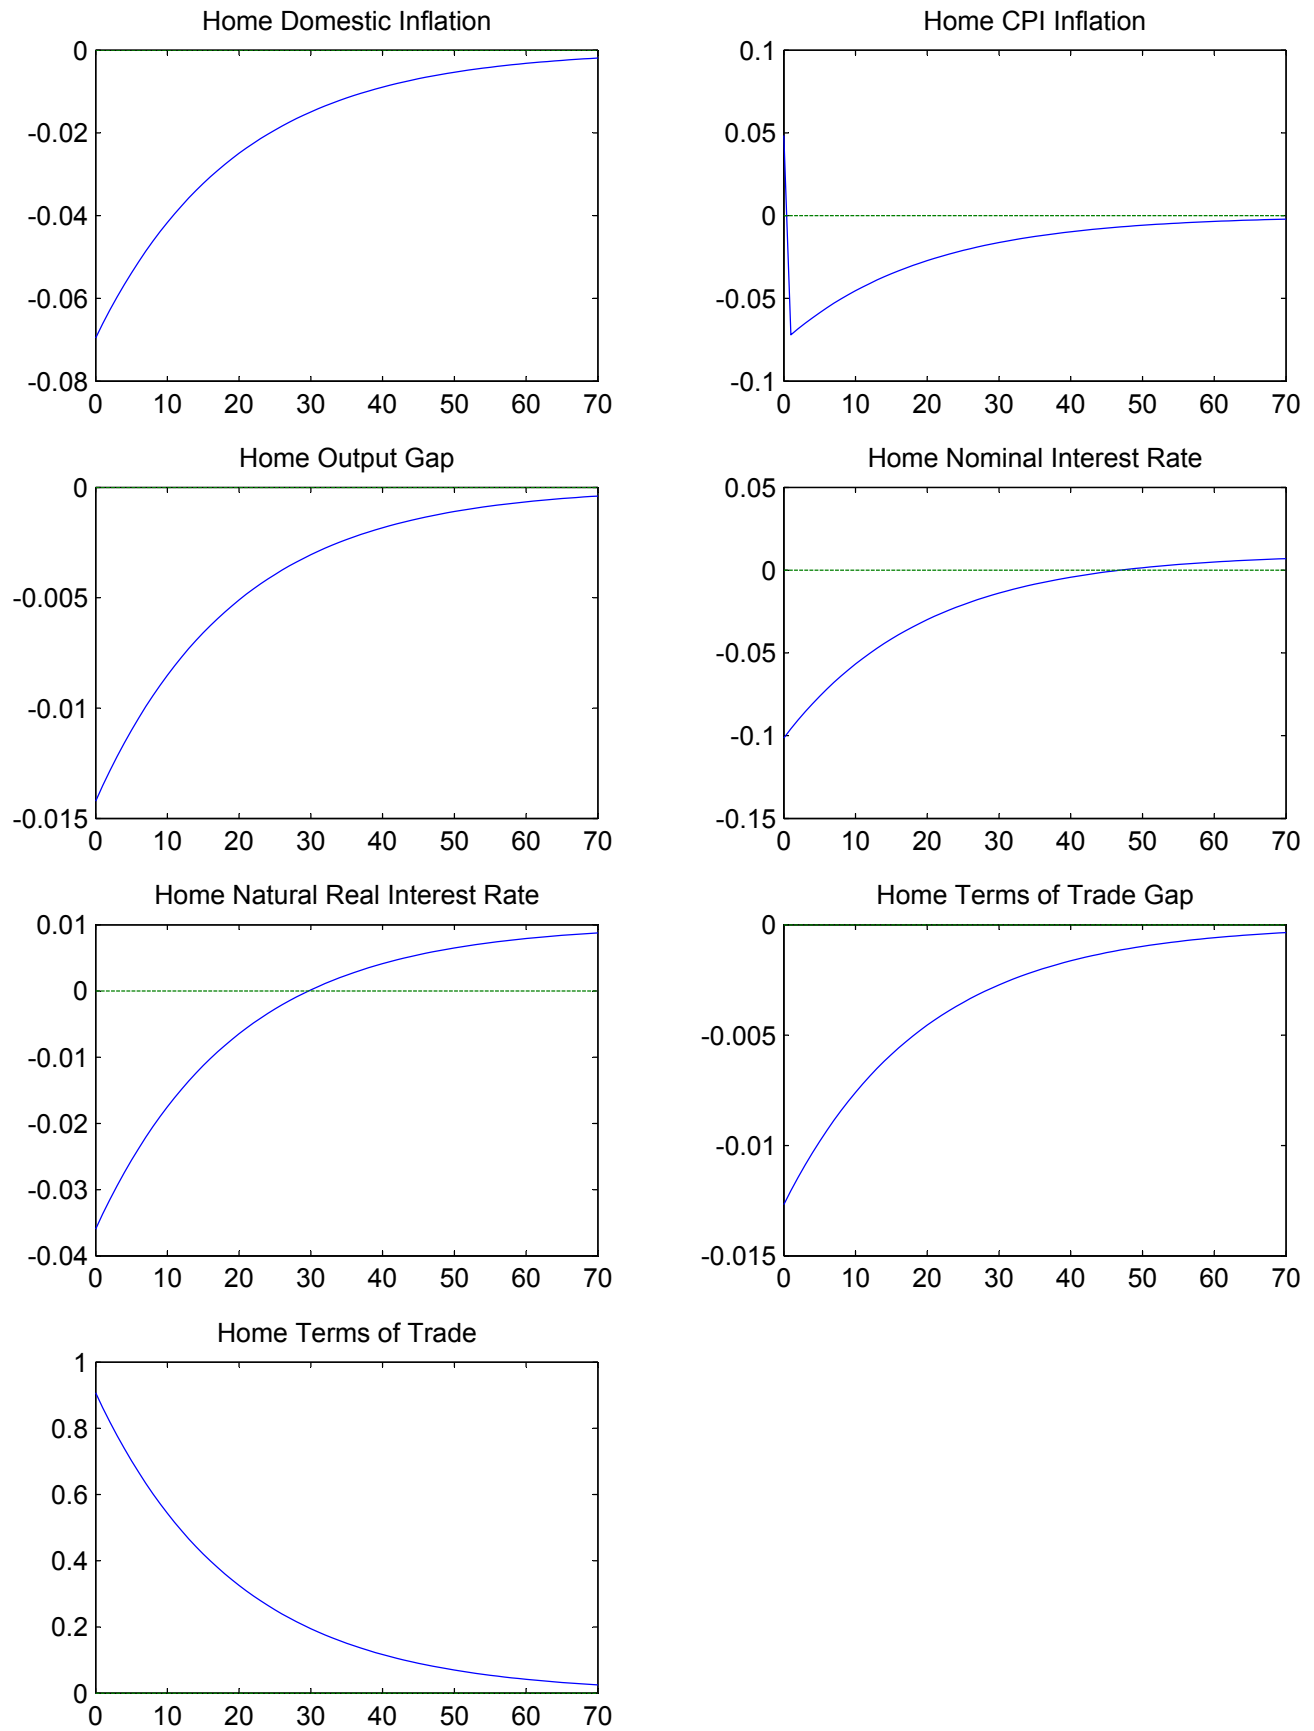 Home Domestic Inflation
0
-0.02
-0.04
-0.06
-0.08
0 10 20 30 40 50 60 70
Home CPI Inflation
0.1
0.05
0
-0.05
-0.1
0 10 20 30 40 50 60 70
Home Output Gap
0
-0.005
-0.01
-0.015
0 10 20 30 40 50 60 70
Home Nominal Interest Rate
0.05
0
-0.05
-0.1
-0.15
0 10 20 30 40 50 60 70
Home Natural Real Interest Rate
0.01
0
-0.01
-0.02
-0.03
-0.04
0 10 20 30 40 50 60 70
Home Terms of Trade Gap
0
-0.005
-0.01
-0.015
0 10 20 30 40 50 60 70
Home Terms of Trade
1
0.8
0.6
0.4
0.2
0
0 10 20 30 40 50 60 70